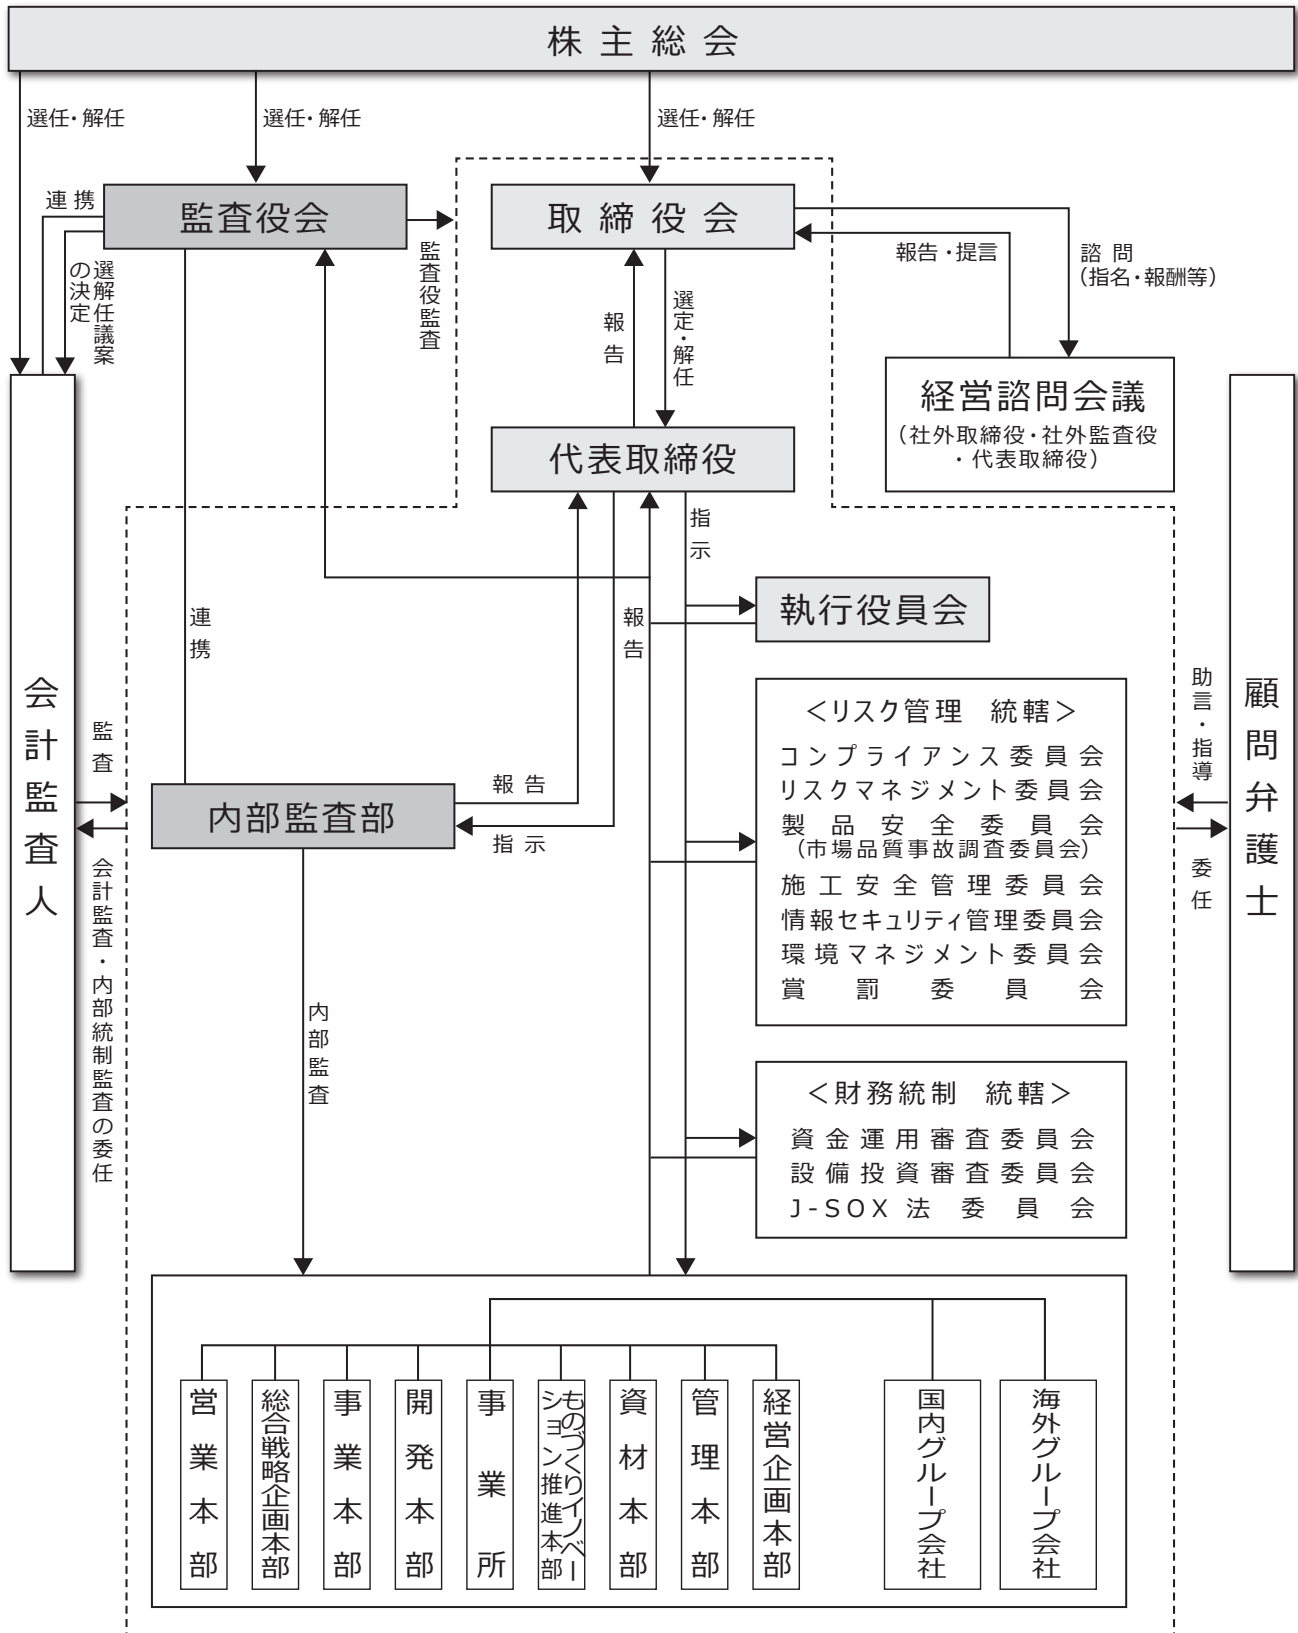 株主総会
選任・解任
選任・解任
選任・解任
連携
監査役会
取締役会
選解任議案
の決定
監査役監査
報告・提言
諮問
（指名・報酬等）
報告
選定・解任
経営諮問会議
（社外取締役・社外監査役
・代表取締役）
代表取締役
指示
執行役員会
連携
報告
会計監査人
監査
会計監査・内部統制監査の委任
顧問弁護士
助言・指導
委任
＜リスク管理　統轄＞
コンプライアンス委員会
リスクマネジメント委員会
製品安全委員会
（市場品質事故調査委員会）
施工安全管理委員会
情報セキュリティ管理委員会
環境マネジメント委員会
賞罰委員会
内部監査部
報告
指示
内部監査
＜財務統制　統轄＞
資金運用審査委員会
設備投資審査委員会
J-SOX法委員会
営業本部
総合戦略企画本部
事業本部
開発本部
事業所
ものづくりイノベー
ション推進本部
資材本部
管理本部
経営企画本部
国内グループ会社
海外グループ会社